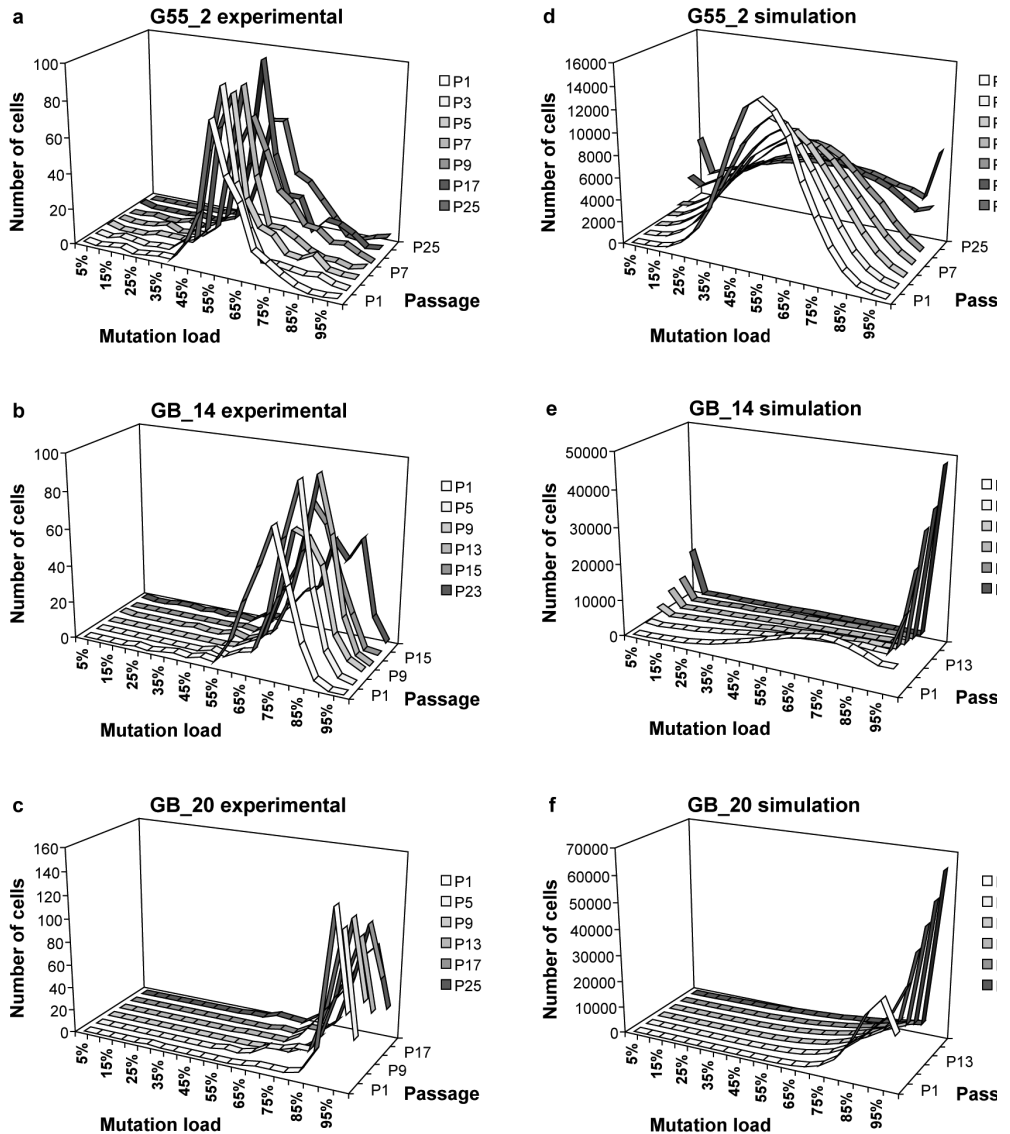 a
G55_2 experimental
100
80
60
40
20
0
Number of cells
5%
15%
25%
35%
45%
55%
65%
75%
85%
95%
Mutation load
P1
P7
P25
Passage
P1
P3
P5
P7
P9
P17
P25
d
G55_2 simulation
16000
14000
12000
10000
8000
6000
4000
2000
0
Number of cells
5%
15%
25%
35%
45%
55%
65%
75%
85%
95%
Mutation load
P1
P7
P25
b
GB_14 experimental
100
80
60
40
20
0
Number of cells
5%
15%
25%
35%
45%
55%
65%
75%
85%
95%
Mutation load
P1
P9
P15
Passage
P1
P5
P9
P13
P15
P23
e
GB_14 simulation
50000
40000
30000
20000
10000
0
Number of cells
5%
15%
25%
35%
45%
55%
65%
75%
85%
95%
Mutation load
P1
P13
c
GB_20 experimental
160
140
120
100
80
60
40
20
0
Number of cells
5%
15%
25%
35%
45%
55%
65%
75%
85%
95%
Mutation load
P1
P9
P17
Passage
P1
P5
P9
P13
P17
P25
f
GB_20 simulation
70000
60000
50000
40000
30000
20000
10000
0
Number of cells
5%
15%
25%
35%
45%
55%
65%
75%
85%
95%
Mutation load
P1
P13